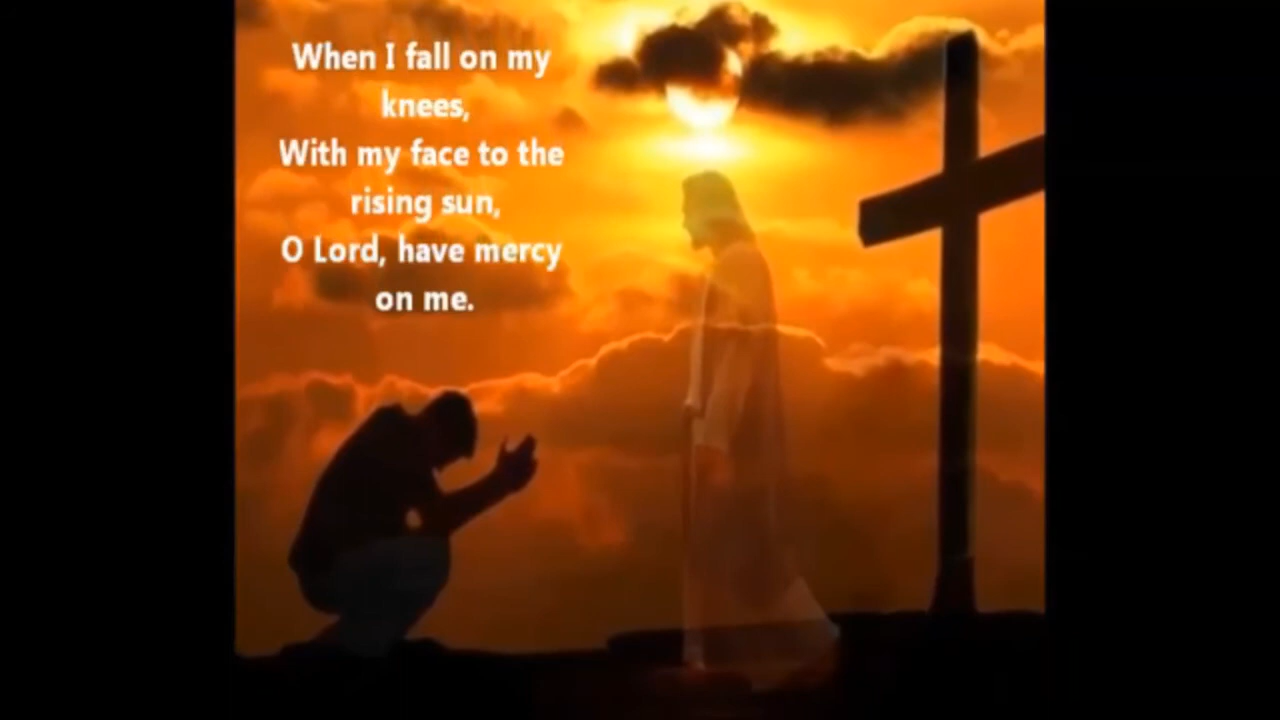 When I fall on my
knees,
With my face to the
rising sun,
O Lord, have mercy
on me.